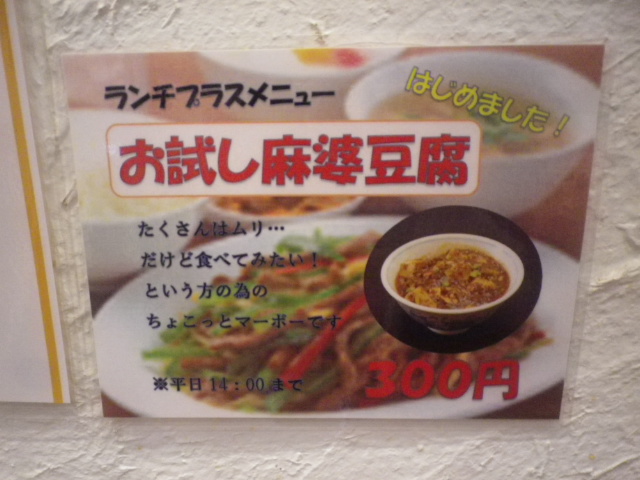 ランチプラスメニュー
はじめました!
お試し麻婆豆腐
たくさんはムリ…
だけど食べてみたい!
という方の為の
ちょこっとマーボーです
※平日14:00まで
300円